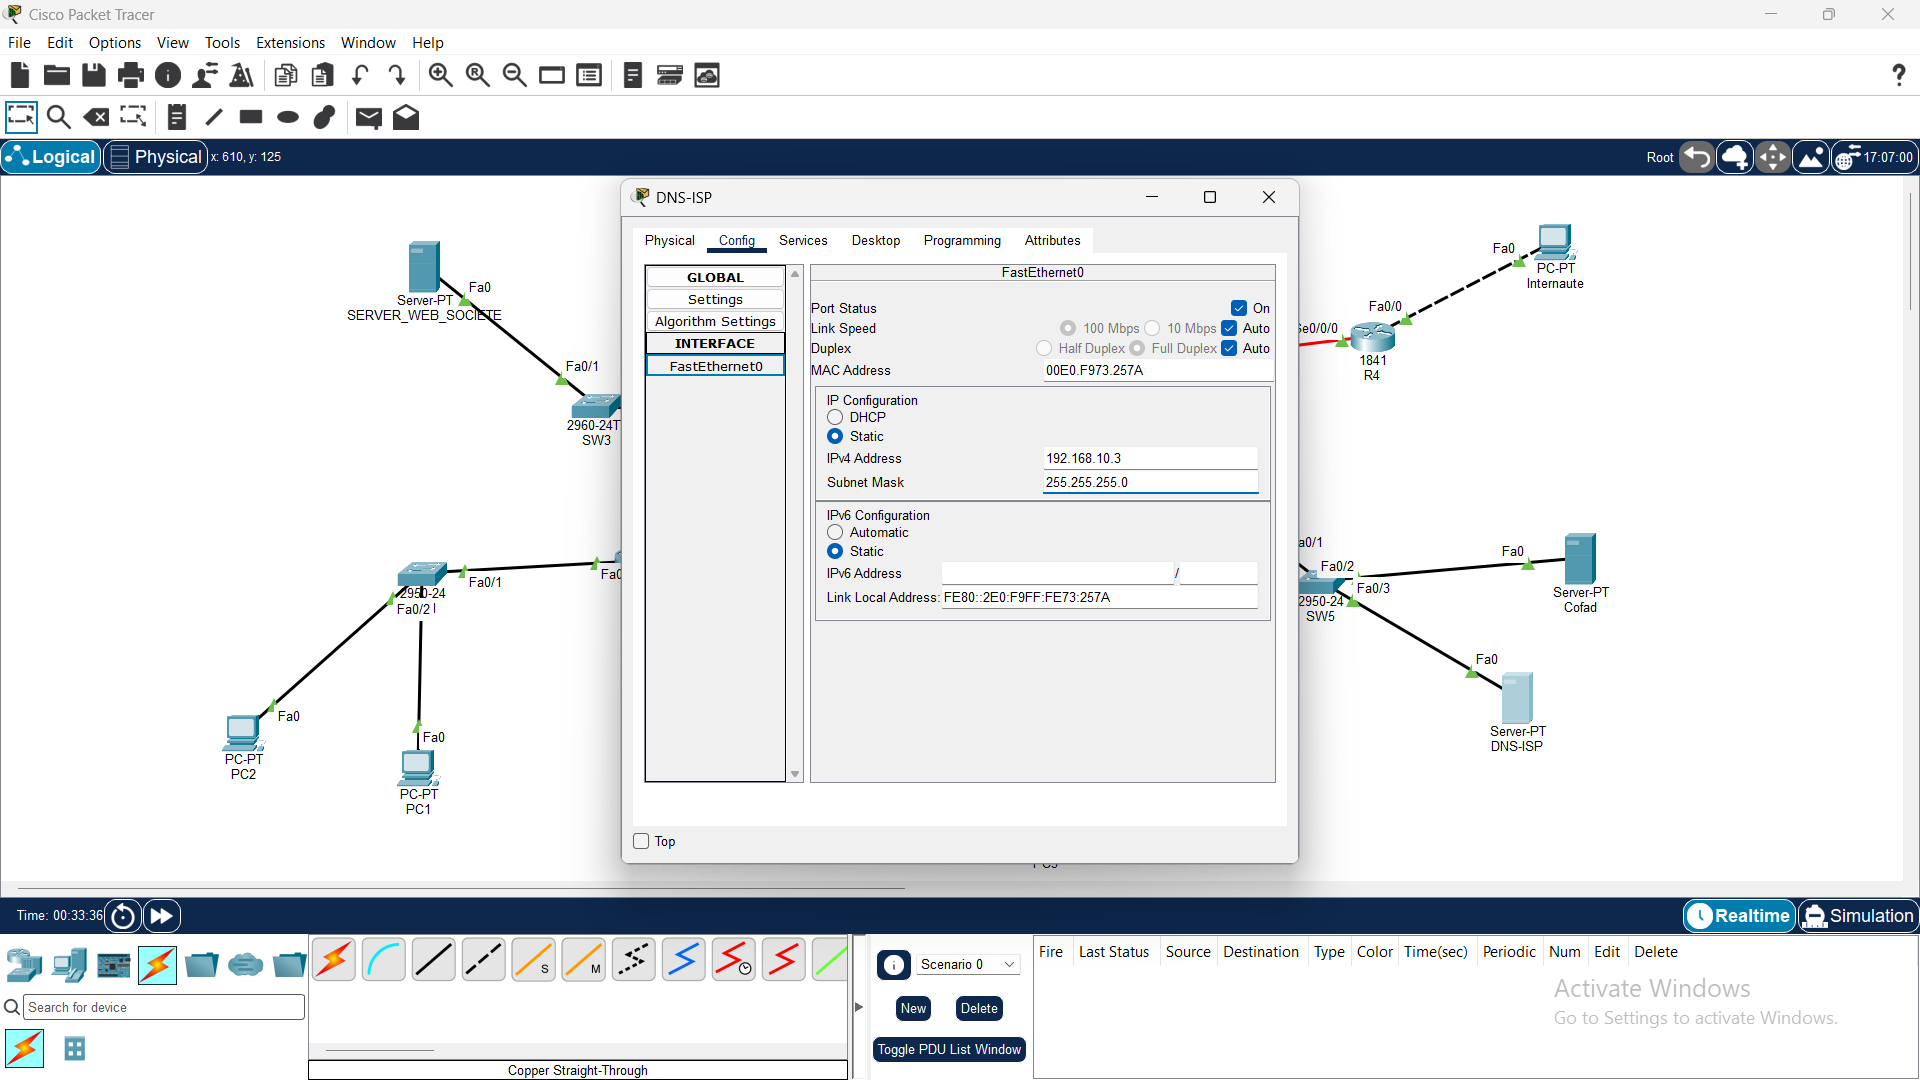 Cisco Packet Tracer
File Edit Options View Tools Extensions Window Help
Logical Physical x: 610, y: 125 Root 17:07:00
DNS-ISP
Physical Config Services Desktop Programming Attributes
GLOBAL
Settings
Algorithm Settings
INTERFACE
FastEthernet0
FastEthernet0
Port Status On
Link Speed 100 Mbps 10 Mbps Auto
Duplex Half Duplex Full Duplex Auto
MAC Address 00E0.F973.257A
IP Configuration
DHCP
Static
IPv4 Address 192.168.10.3
Subnet Mask 255.255.255.0
IPv6 Configuration
Automatic
Static
IPv6 Address /
Link Local Address: FE80::2E0:F9FF:FE73:257A
Top
Fa0
Server-PT
SERVER_WEB_SOCIETE
Fa0/1
2960-24T
SW3
Fa0/1
2950-24
Fa0/2
Fa0
PC-PT
PC2
Fa0
PC-PT
PC1
Fa0
PC-PT
Internaute
Fa0/0
Se0/0/0
1841
R4
Fa0/2
Fa0/3
2950-24
SW5
Fa0
Server-PT
Cofad
Fa0
Server-PT
DNS-ISP
Time: 00:33:36 Realtime Simulation
Search for device
S M
Copper Straight-Through
Scenario 0
New Delete
Toggle PDU List Window
Fire Last Status Source Destination Type Color Time(sec) Periodic Num Edit Delete
Activate Windows
Go to Settings to activate Windows.